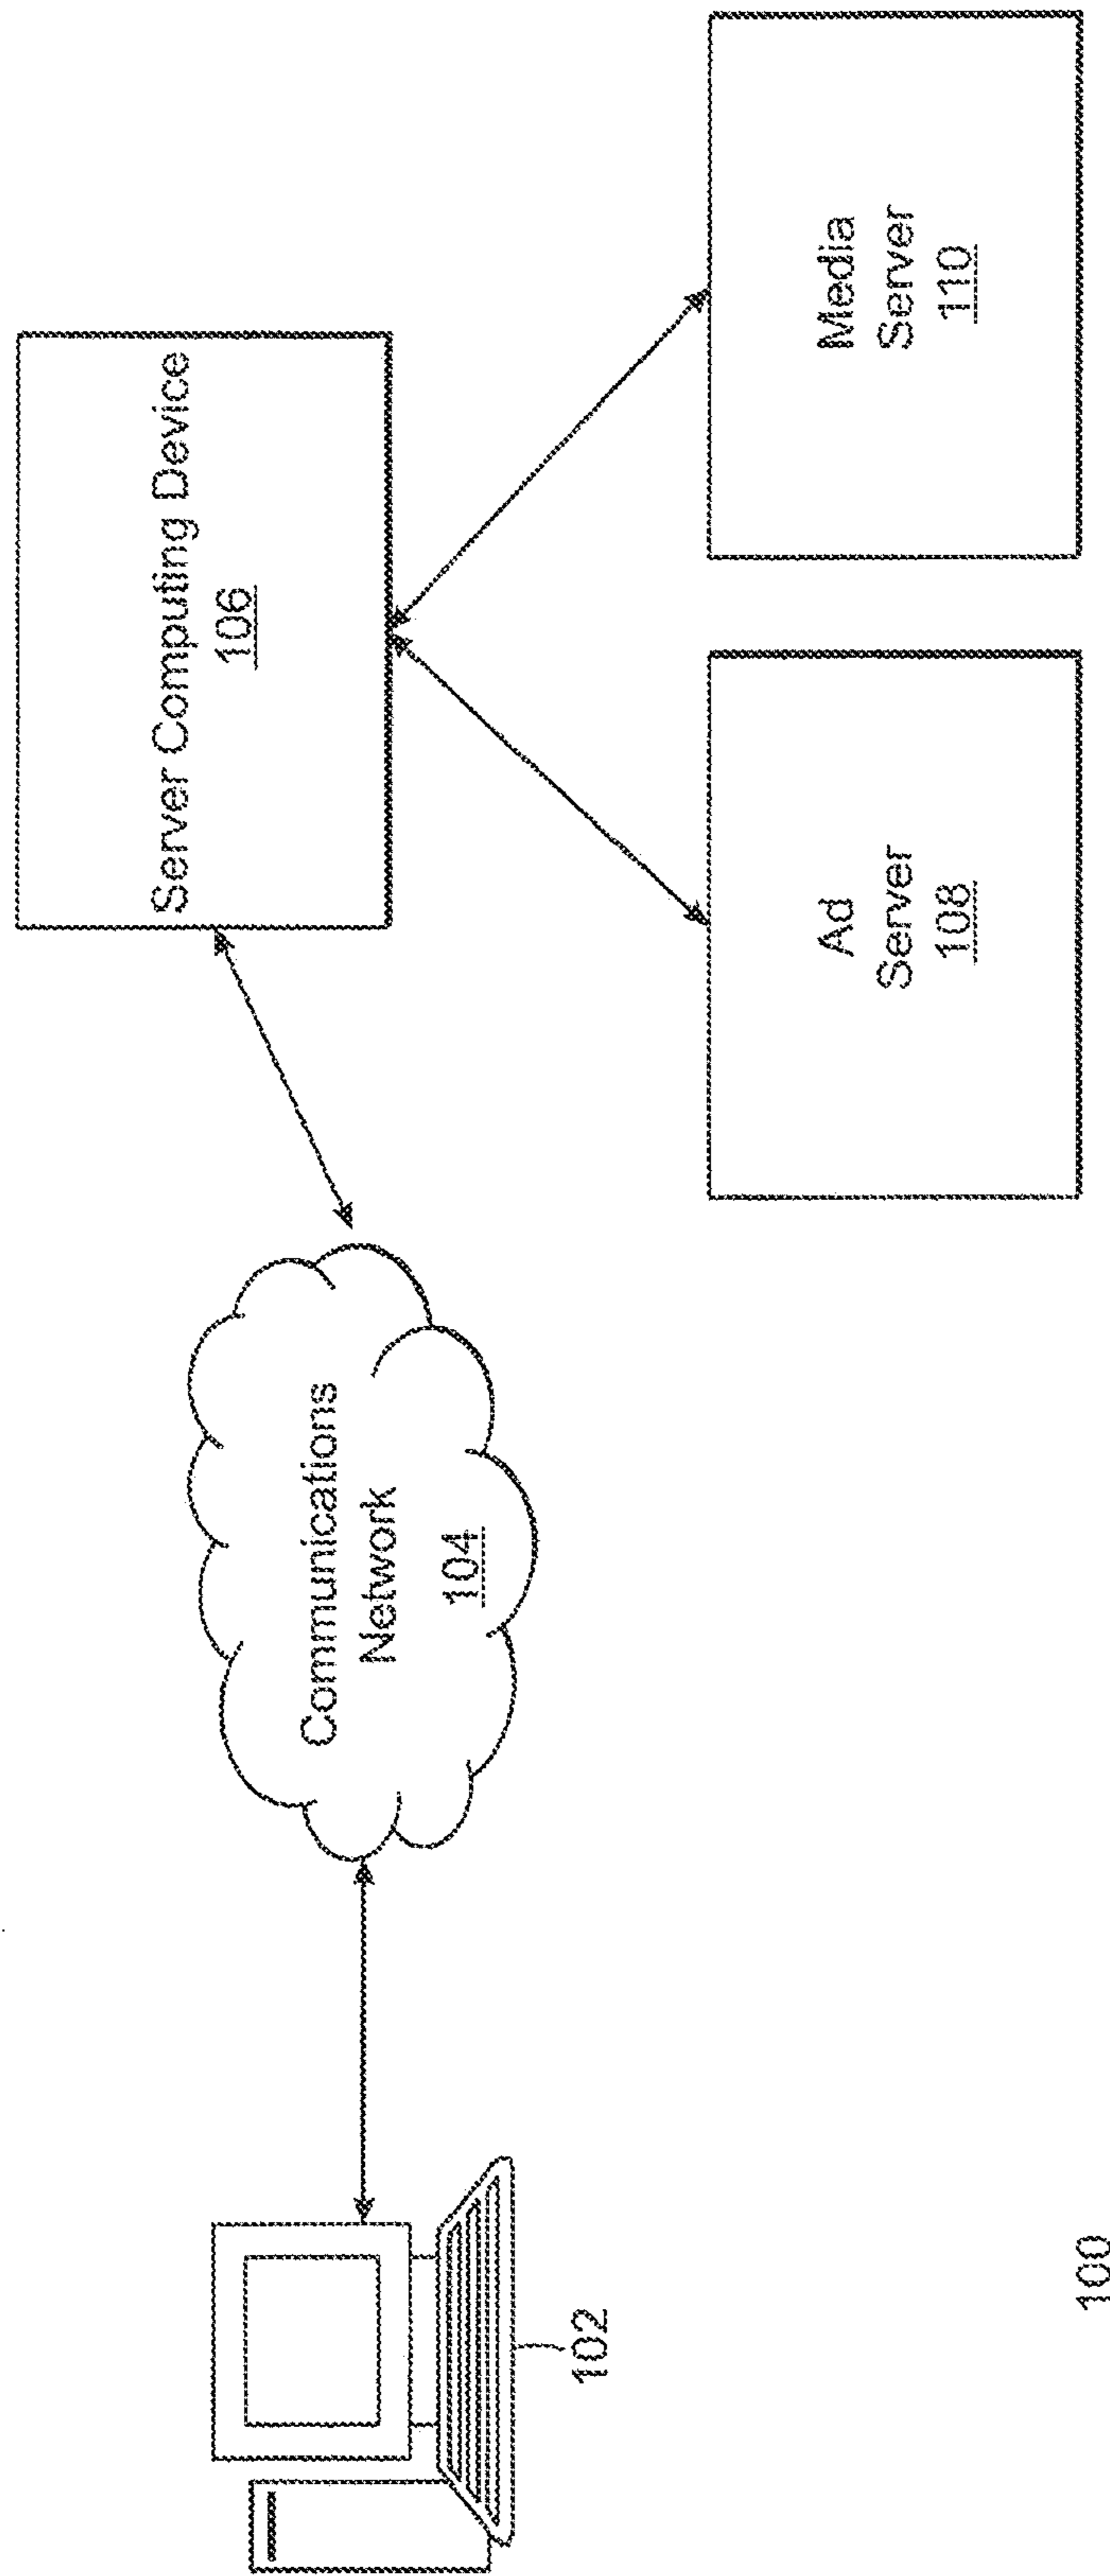 Server Computing Device
106
Communications
Network
104
102
Ad
Server
108
Media
Server
110
100